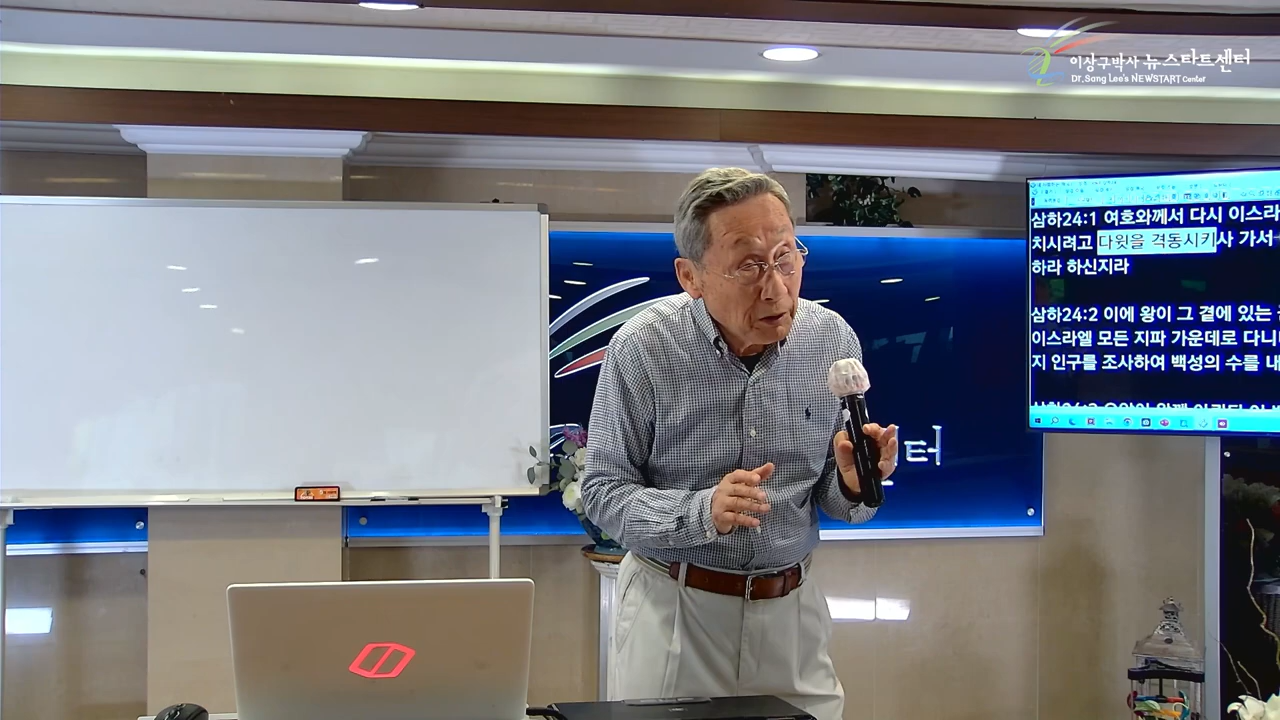 이상구박사 뉴스타트센터
Dr. Sang Lee's NEWSTART Center
삼하24:1 여호와께서 다시 이스라
치시려고 다윗을 격동시키사 가서
하라 하신지라
삼하24:2 이에 왕이 그 곁에 있는
이스라엘 모든 지파 가운데로 다니
지 인구를 조사하여 백성의 수를 내
터